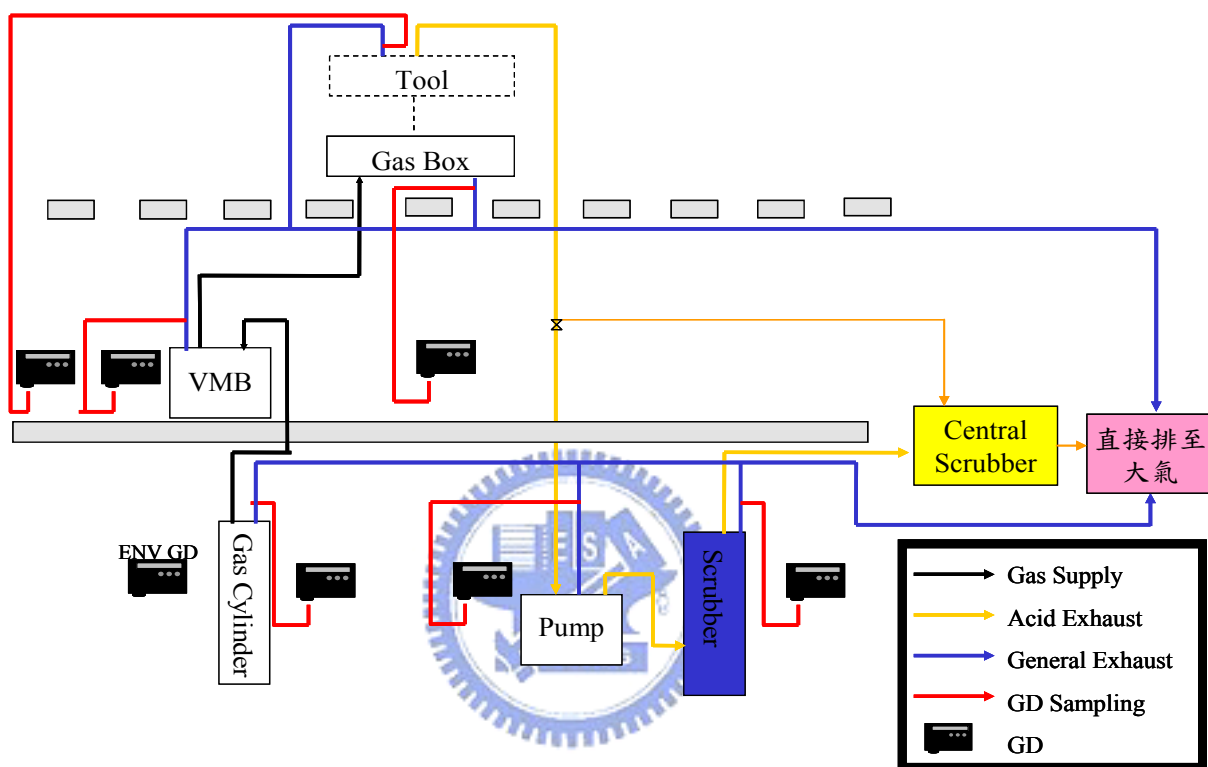 Tool
Gas Box
VMB
Central
Scrubber
直接排至
大氣
ENV GD
Gas Cylinder
Pump
Scrubber
Gas Supply
Acid Exhaust
General Exhaust
GD Sampling
GD